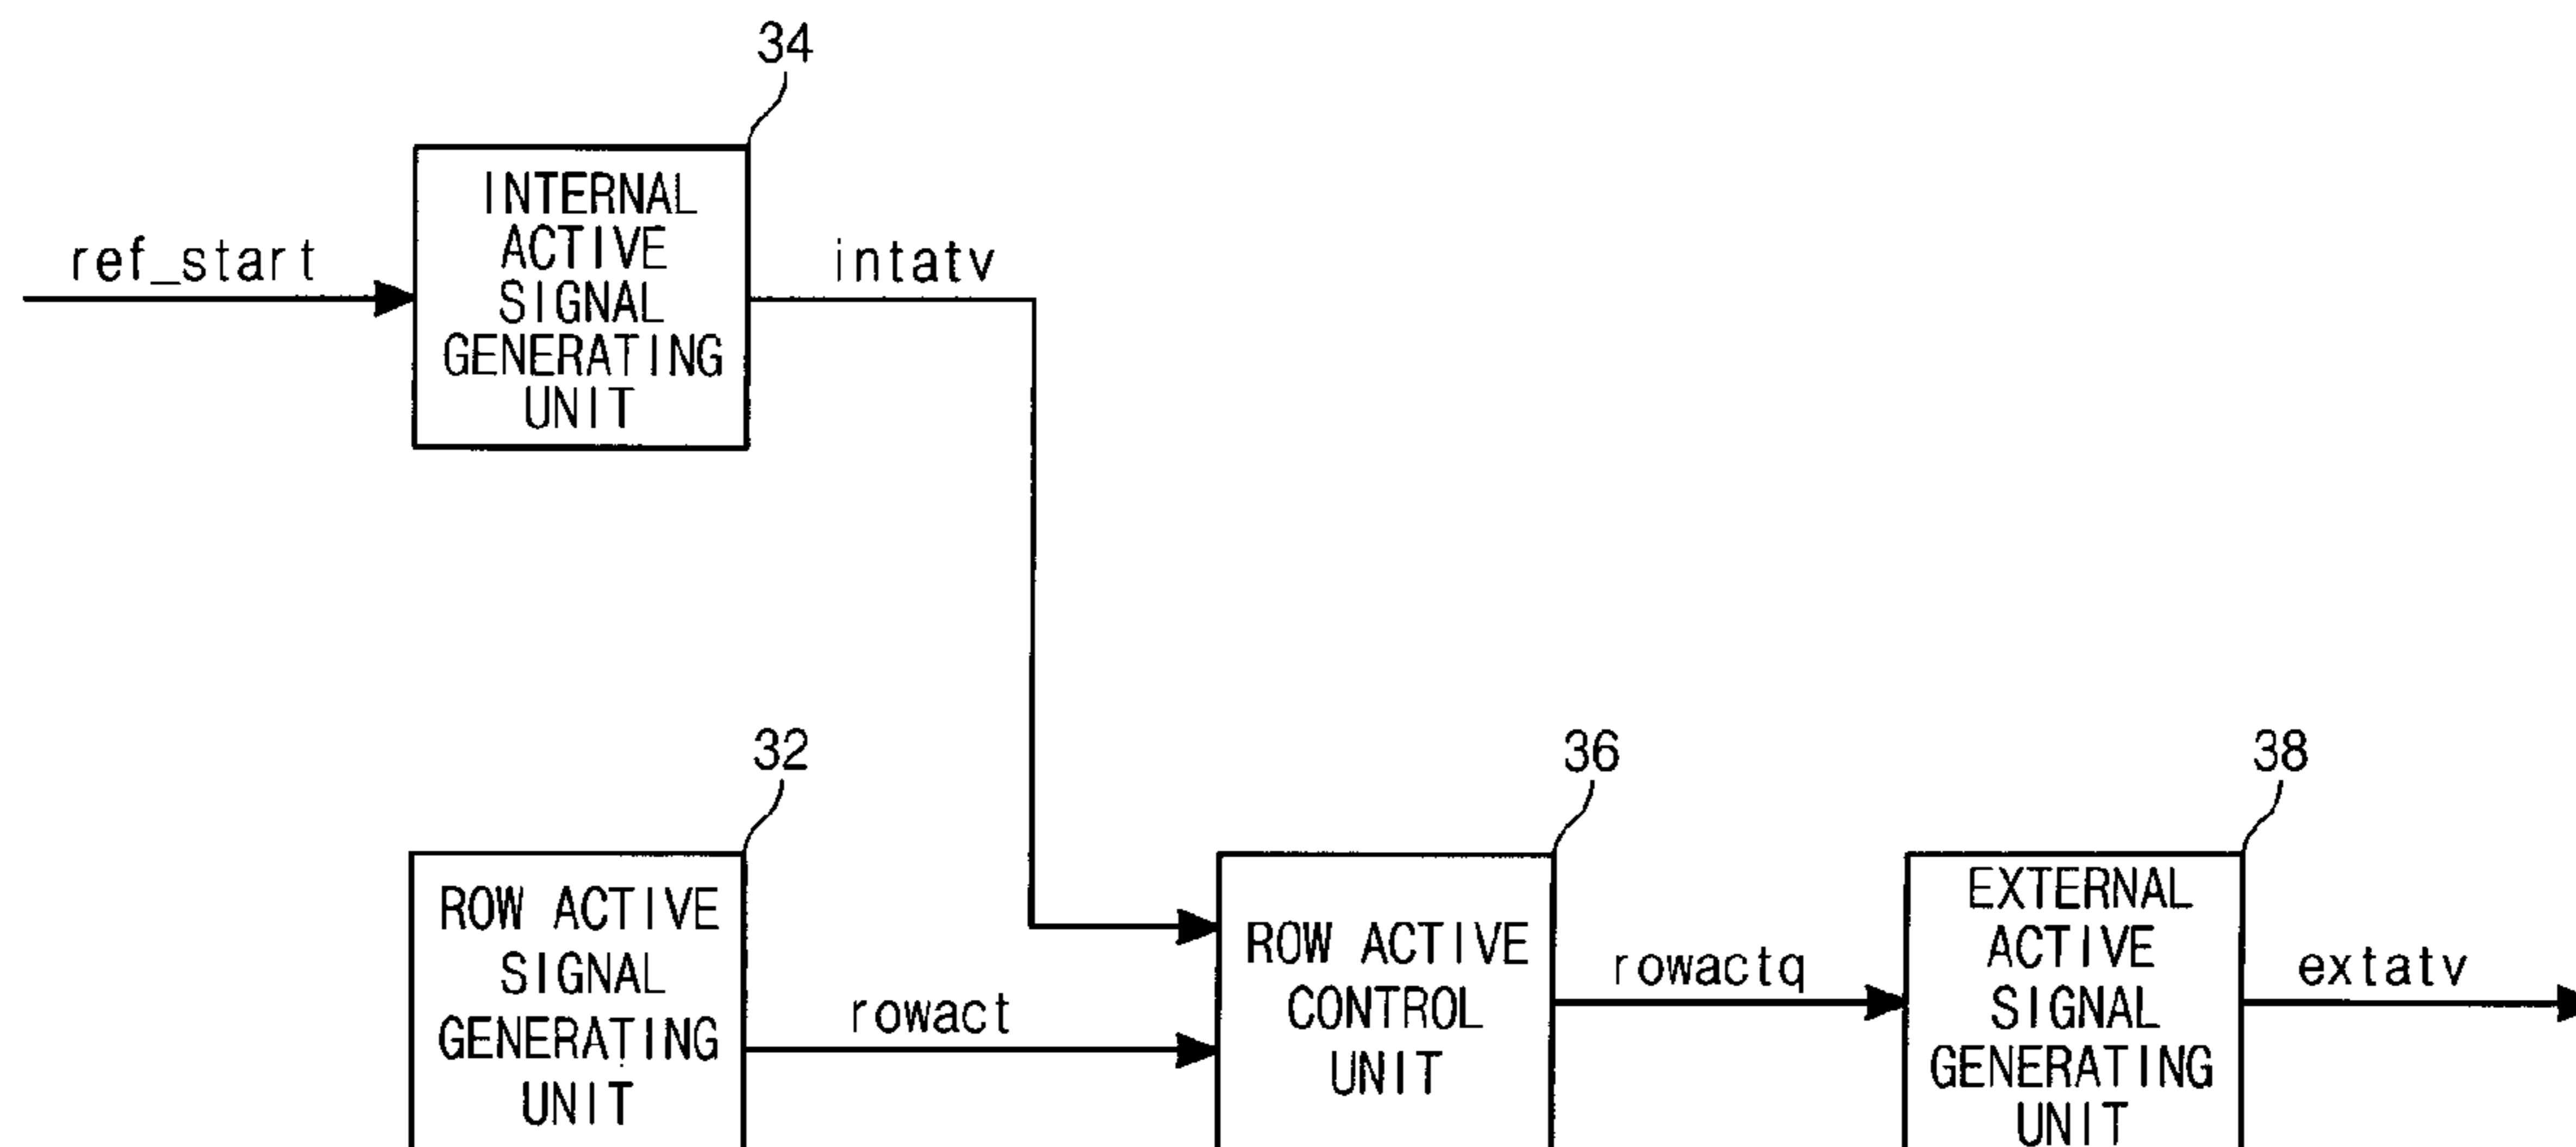 34
INTERNAL
ACTIVE
SIGNAL
GENERATING
UNIT
ref_start
intatv
32
ROW ACTIVE
SIGNAL
GENERATING
UNIT
rowact
36
ROW ACTIVE
CONTROL
UNIT
rowactq
38
EXTERNAL
ACTIVE
SIGNAL
GENERATING
UNIT
extatv